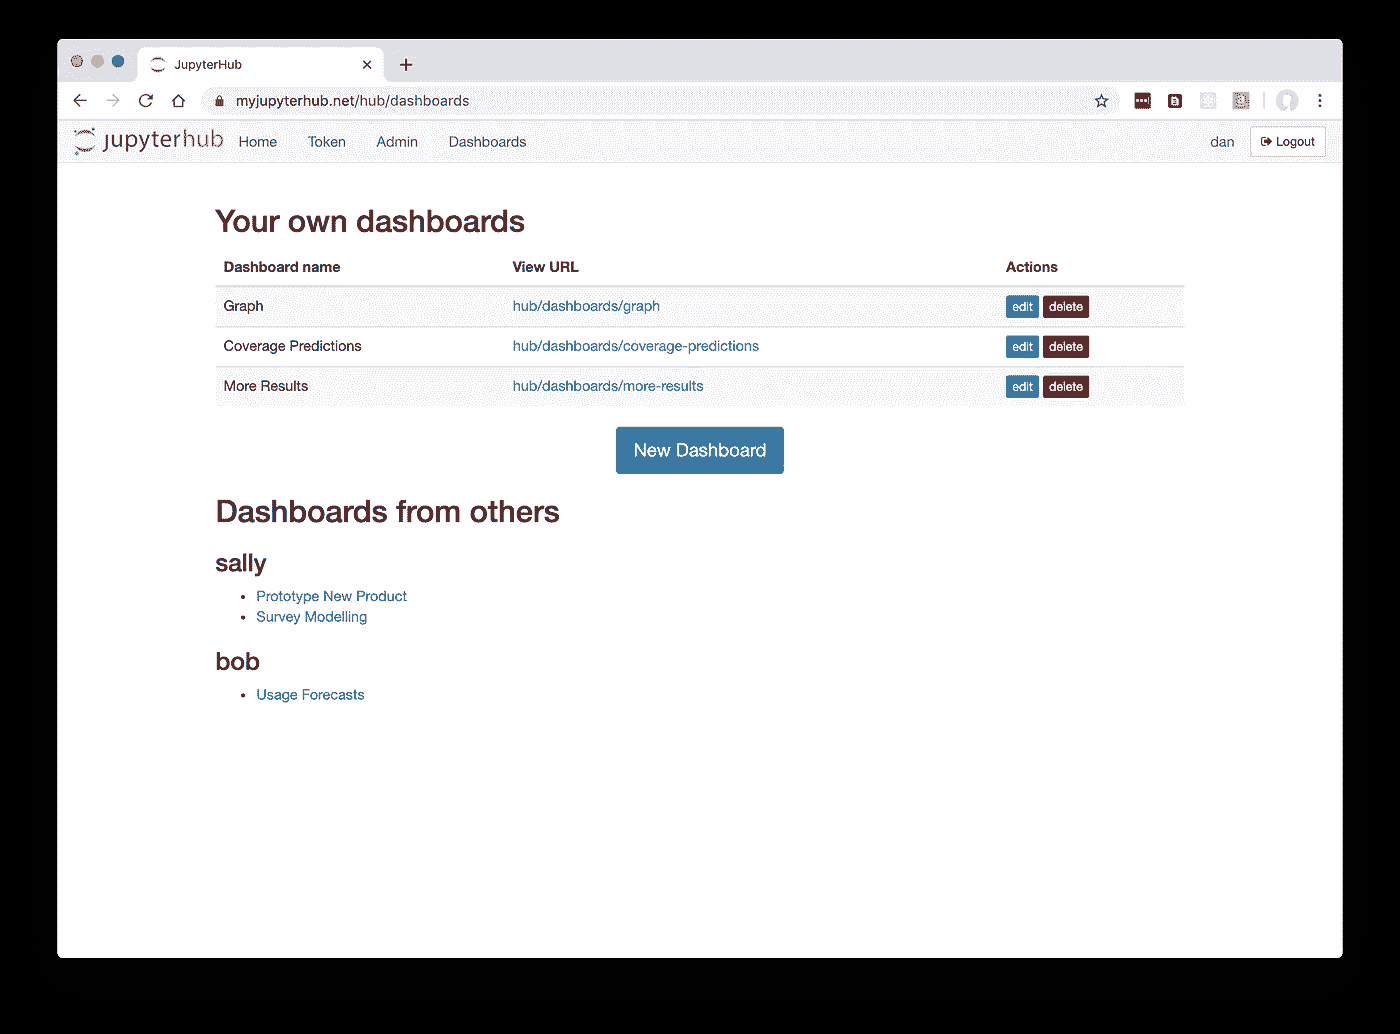 JupyterHub
myjupyterhub.net/hub/dashboards
jupyterhub Home Token Admin Dashboards dan Logout
Your own dashboards
Dashboard name View URL Actions
Graph hub/dashboards/graph edit delete
Coverage Predictions hub/dashboards/coverage-predictions edit delete
More Results hub/dashboards/more-results edit delete
New Dashboard
Dashboards from others
sally
• Prototype New Product
• Survey Modelling
bob
• Usage Forecasts